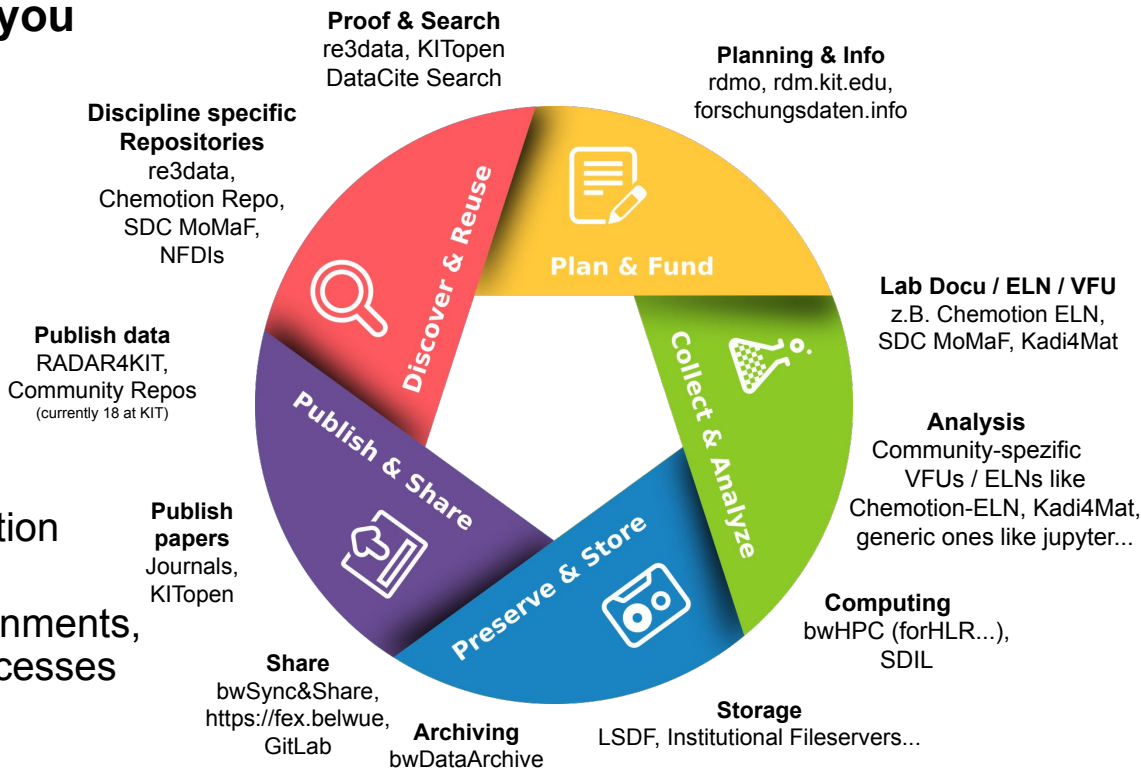 you
Proof & Search
re3data, KITopen
DataCite Search
Planning & Info
rdmo, rdm.kit.edu,
forschungsdaten.info
Discipline specific
Repositories
re3data,
Chemotion Repo,
SDC MoMaF,
NFDIs
Discover & Reuse
Plan & Fund
Lab Docu / ELN / VFU
z.B. Chemotion ELN,
SDC MoMaF, Kadi4Mat
Publish data
RADAR4KIT,
Community Repos
(currently 18 at KIT)
Collect & Analyze
Publish & Share
Analysis
Community-spezific
VFUs / ELNs like
Chemotion-ELN, Kadi4Mat,
generic ones like jupyter...
tion
nments,
cesses
Publish
papers
Journals,
KITopen
Preserve & Store
Computing
bwHPC (forHLR...),
SDIL
Share
bwSync&Share,
https://fex.belwue,
GitLab
Archiving
bwDataArchive
Storage
LSDF, Institutional Fileservers...